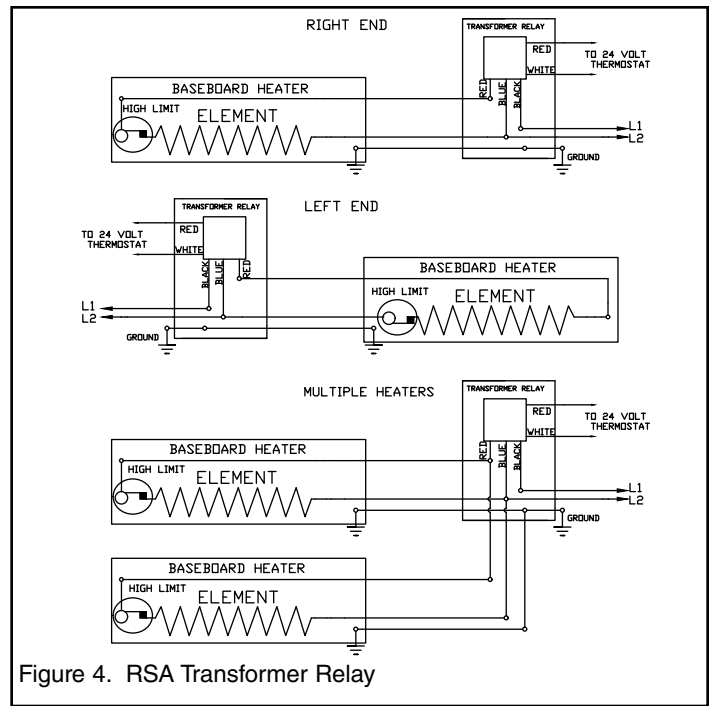 RIGHT END
TRANSFORMER RELAY
RED
WHITE
TO 24 VOLT
THERMOSTAT
RED
BLUE
BLACK
BASEBOARD HEATER
HIGH LIMIT
ELEMENT
L1
L2
GROUND
LEFT END
TRANSFORMER RELAY
RED
WHITE
TO 24 VOLT
THERMOSTAT
BLACK
BLUE
RED
BASEBOARD HEATER
HIGH LIMIT
ELEMENT
L1
L2
GROUND
MULTIPLE HEATERS
TRANSFORMER RELAY
RED
WHITE
TO 24 VOLT
THERMOSTAT
RED
BLUE
BLACK
BASEBOARD HEATER
HIGH LIMIT
ELEMENT
L1
L2
GROUND
BASEBOARD HEATER
HIGH LIMIT
ELEMENT
Figure 4. RSA Transformer Relay